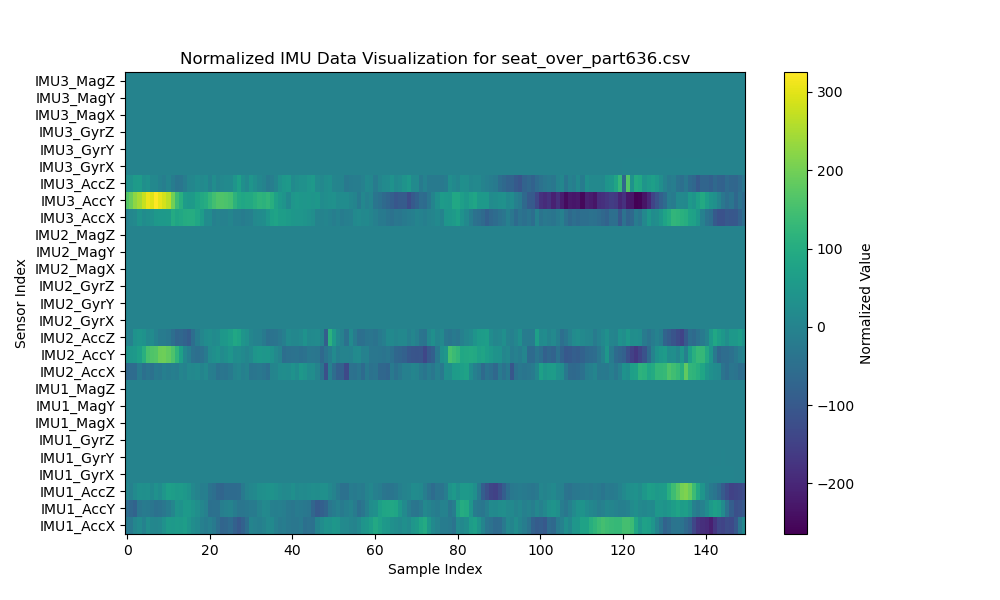 Normalized IMU Data Visualization for seat_over_part636.csv
IMU3_MagZ
IMU3_MagY
IMU3_MagX
IMU3_GyrZ
IMU3_GyrY
IMU3_GyrX
IMU3_AccZ
IMU3_AccY
IMU3_AccX
IMU2_MagZ
IMU2_MagY
IMU2_MagX
IMU2_GyrZ
IMU2_GyrY
IMU2_GyrX
IMU2_AccZ
IMU2_AccY
IMU2_AccX
IMU1_MagZ
IMU1_MagY
IMU1_MagX
IMU1_GyrZ
IMU1_GyrY
IMU1_GyrX
IMU1_AccZ
IMU1_AccY
IMU1_AccX
Sensor Index
0 20 40 60 80 100 120 140
Sample Index
300
200
100
0
−100
−200
Normalized Value